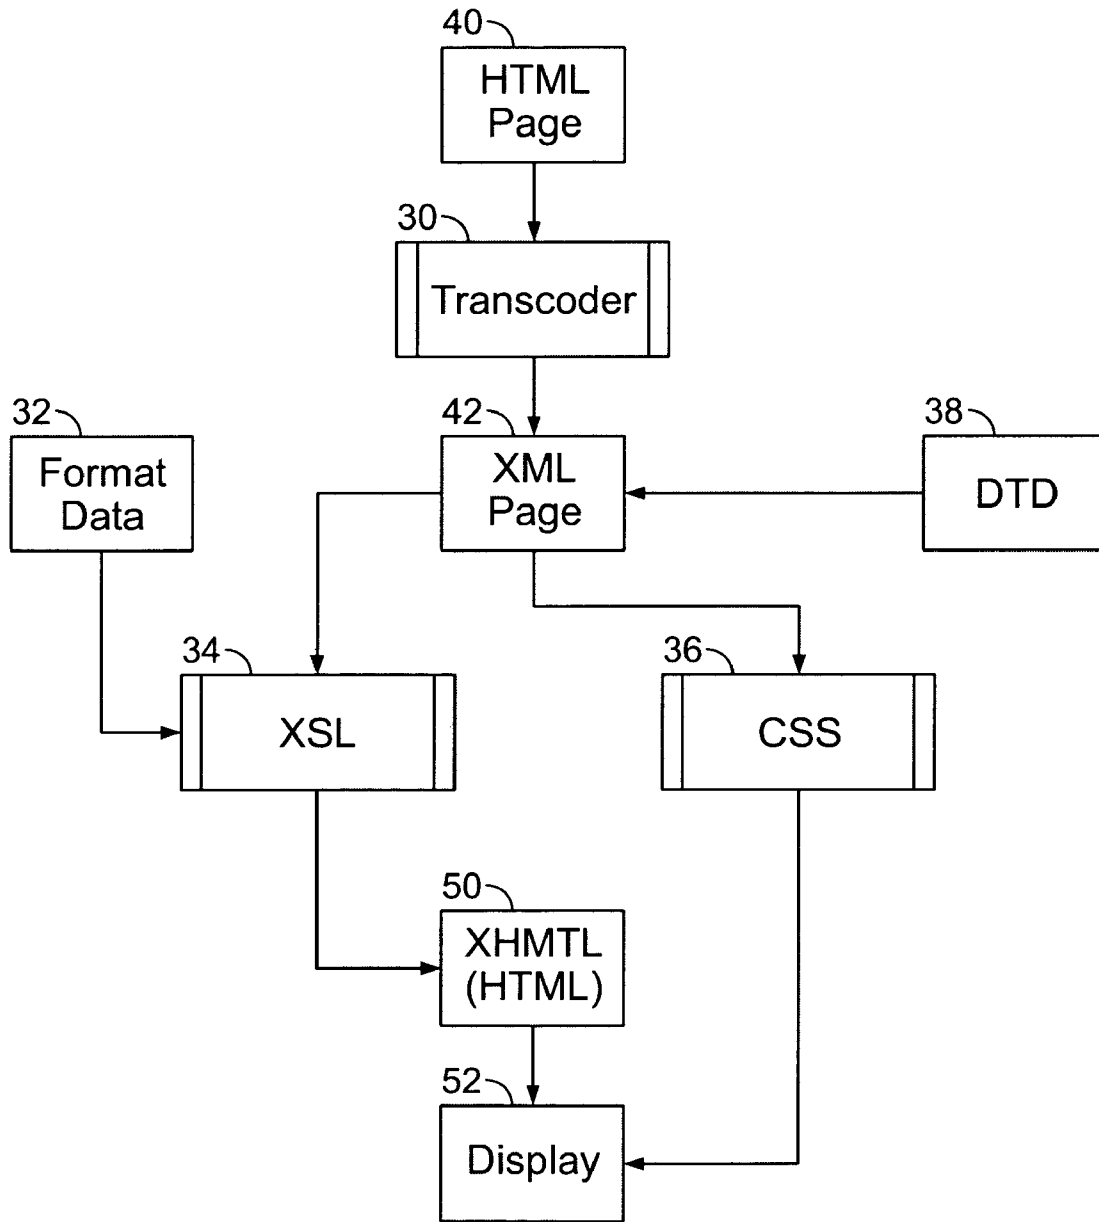 40
HTML
Page
30
Transcoder
32
Format
Data
42
XML
Page
38
DTD
34
XSL
36
CSS
50
XHMTL
(HTML)
52
Display